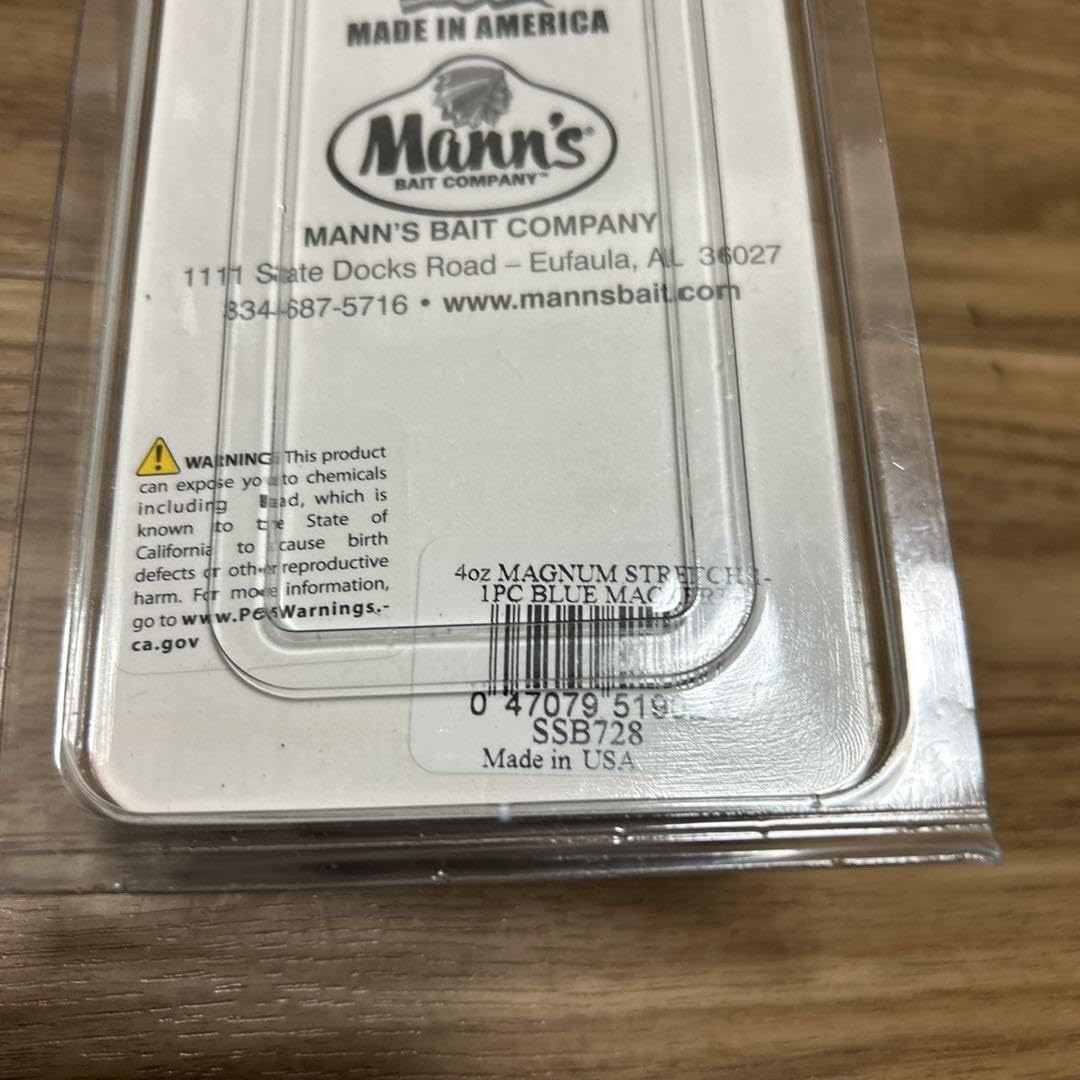 MADE IN AMERICA
Mann's®
BAIT COMPANY™
MANN'S BAIT COMPANY
1111 State Docks Road – Eufaula, AL 36027
334-687-5716 • www.mannsbait.com
WARNING: This product
can expose you to chemicals
including lead, which is
known to the State of
California to cause birth
defects or other reproductive
harm. For more information,
go to www.P65Warnings.-
ca.gov
4oz MAGNUM STRETCH
1PC BLUE MACKEREL
0 47079 519
SSB728
Made in USA